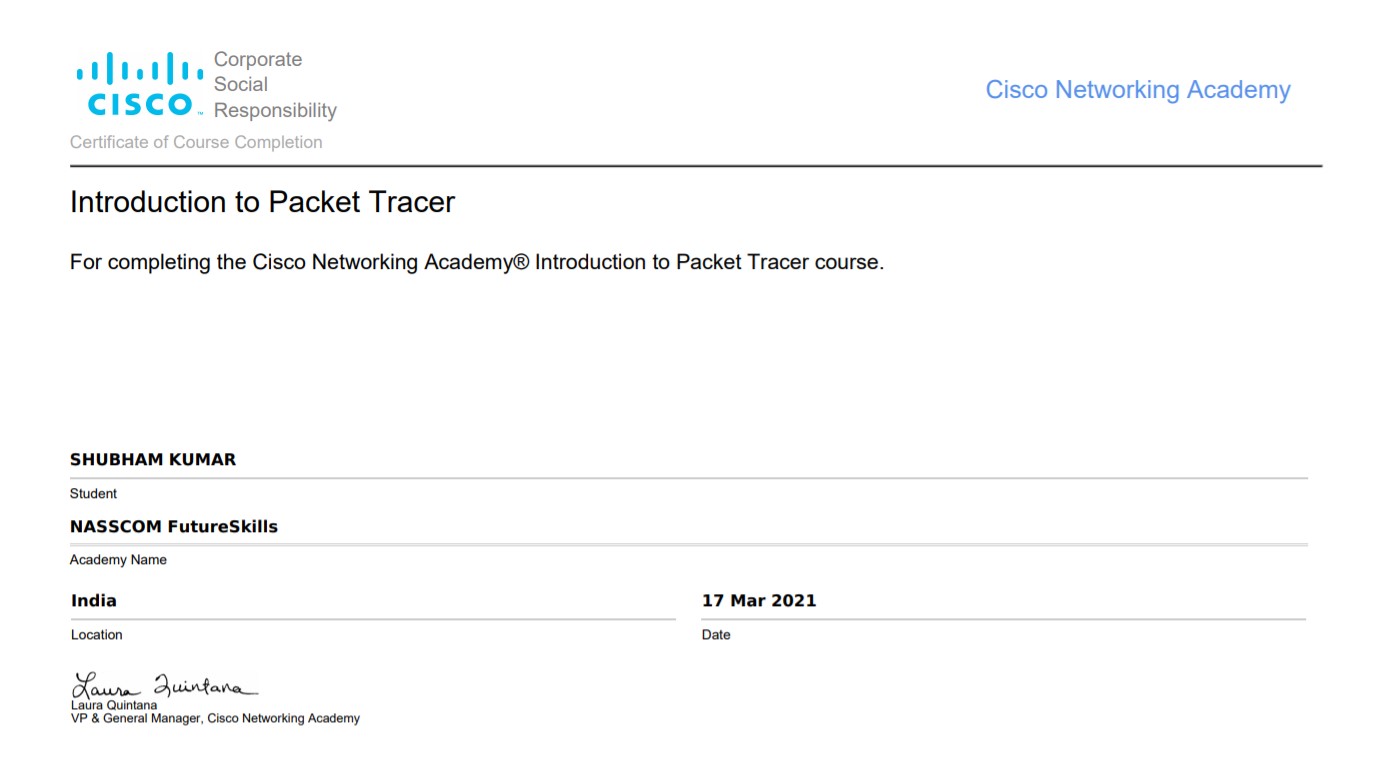 Corporate
Social
CISCO™ Responsibility
Cisco Networking Academy
Certificate of Course Completion
Introduction to Packet Tracer
For completing the Cisco Networking Academy® Introduction to Packet Tracer course.
SHUBHAM KUMAR
Student
NASSCOM FutureSkills
Academy Name
India
Location
17 Mar 2021
Date
Laura Quintana
Laura Quintana
VP & General Manager, Cisco Networking Academy